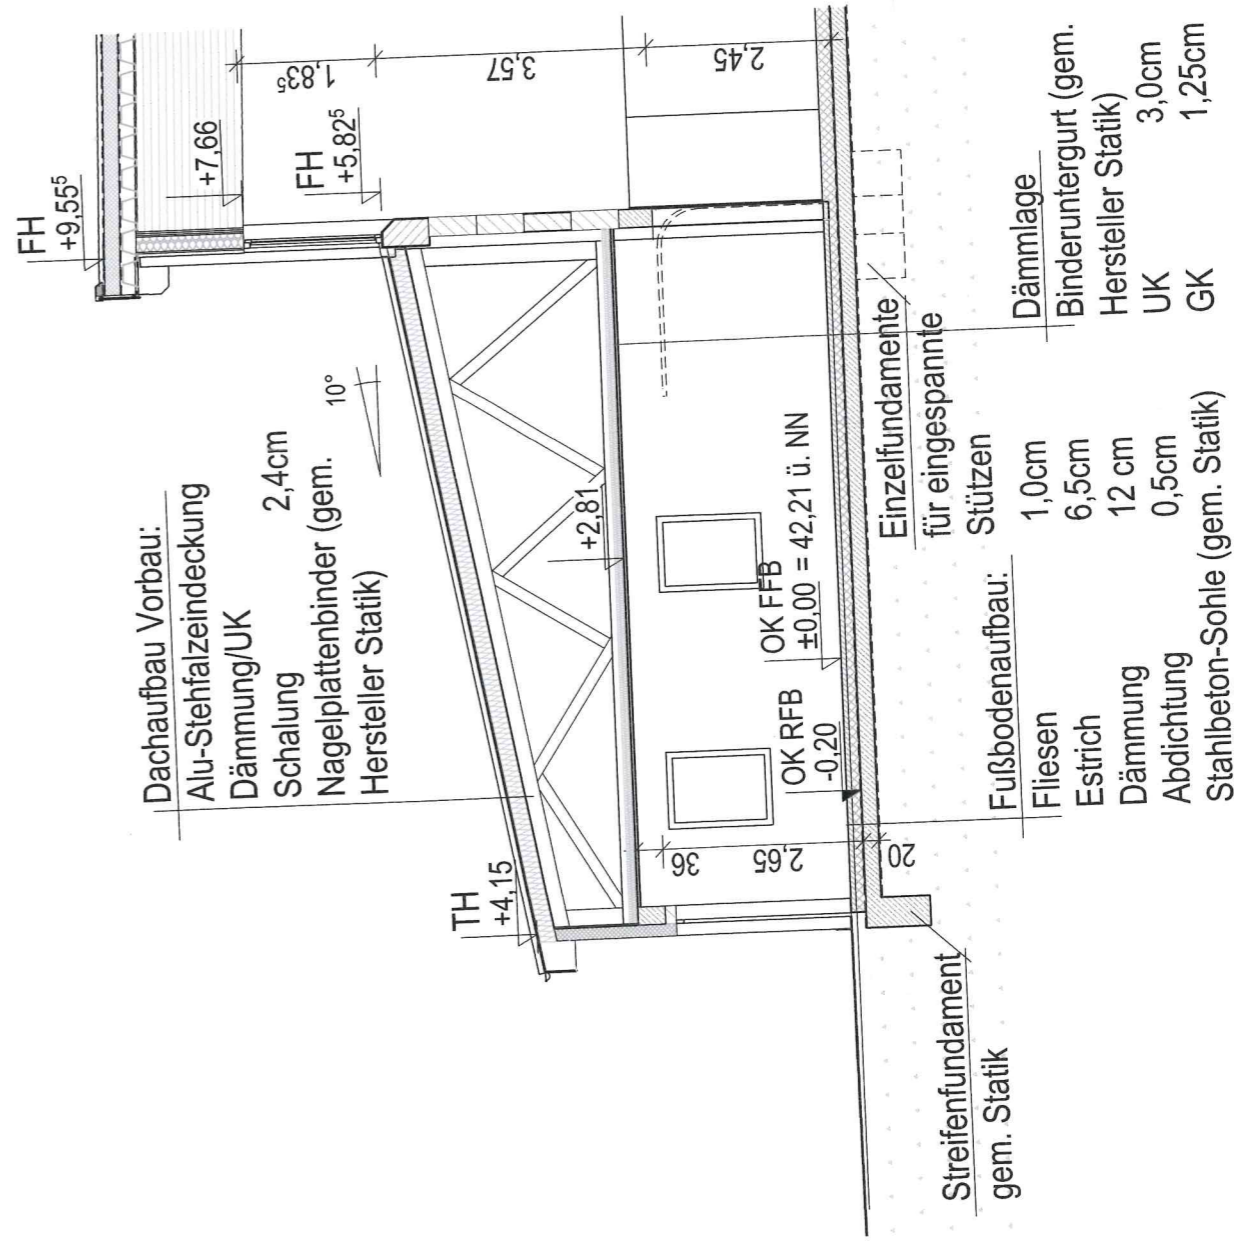 FH
+9,55⁵
+7,66
FH
+5,82⁵
1,83⁵
3,57
2,45
Dachaufbau Vorbau:
Alu-Stehfalzeindeckung
Dämmung/UK
Schalung 2,4cm
Nagelplattenbinder (gem.
Hersteller Statik)
10°
TH
+4,15
+2,81
36
2,65
20
OK RFB
-0,20
OK FFB
±0,00 = 42,21 ü. NN
Einzelfundamente
für eingespannte
Stützen
Dämmlage
Binderuntergurt (gem.
Hersteller Statik)
UK 3,0cm
GK 1,25cm
Fußbodenaufbau:
Fliesen 1,0cm
Estrich 6,5cm
Dämmung 12 cm
Abdichtung 0,5cm
Stahlbeton-Sohle (gem. Statik)
Streifenfundament
gem. Statik